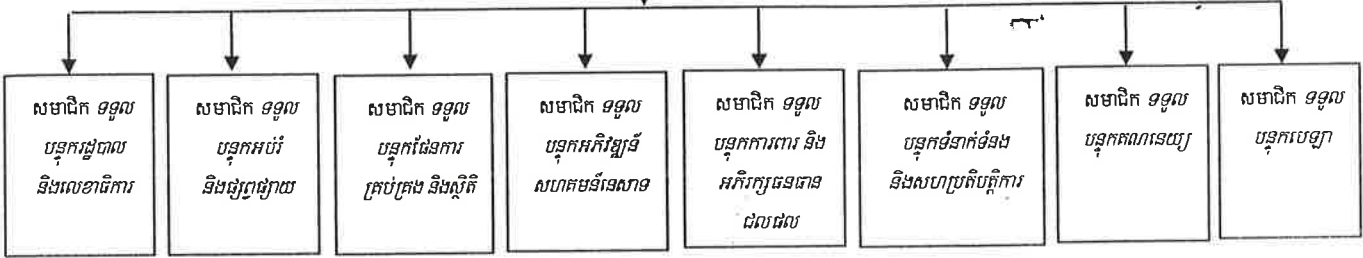 សមាជិក ទទួល
បន្ទុករដ្ឋបាល
និងលេខាធិការ
សមាជិក ទទួល
បន្ទុកអប់រំ
និងផ្សព្វផ្សាយ
សមាជិក ទទួល
បន្ទុកផែនការ
គ្រប់គ្រង និងស្ថិតិ
សមាជិក ទទួល
បន្ទុកអភិវឌ្ឍន៍
សហគមន៍នេសាទ
សមាជិក ទទួល
បន្ទុកការពារ និង
អភិរក្សធនធាន
ជលផល
សមាជិក ទទួល
បន្ទុកទំនាក់ទំនង
និងសហប្រតិបត្តិការ
សមាជិក ទទួល
បន្ទុកគណនេយ្យ
សមាជិក ទទួល
បន្ទុកបេឡា